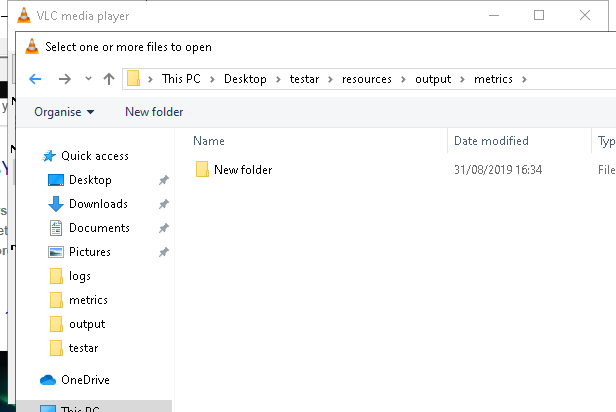 VLC media player
Select one or more files to open
This PC > Desktop > testar > resources > output > metrics >
Organise New folder
Name Date modified
New folder 31/08/2019 16:34 File
Quick access
Desktop
Downloads
Documents
Pictures
logs
metrics
output
testar
OneDrive
This PC